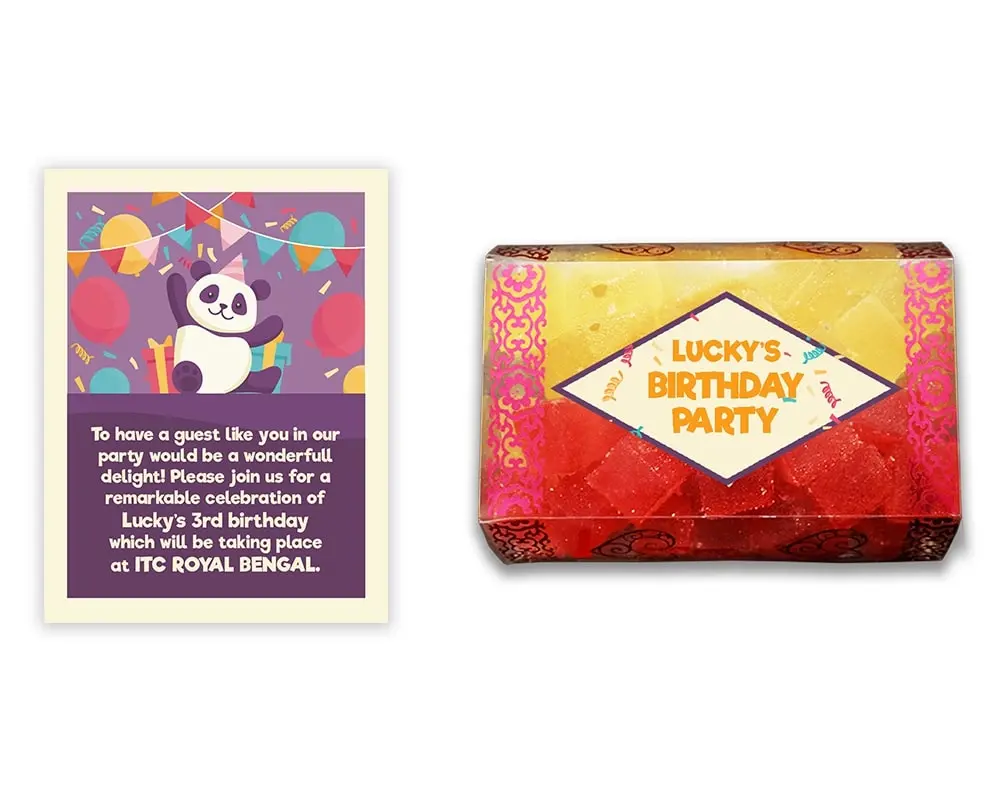 To have a guest like you in our
party would be a wonderfull
delight! Please join us for a
remarkable celebration of
Lucky's 3rd birthday
which will be taking place
at ITC ROYAL BENGAL.
LUCKY'S
BIRTHDAY
PARTY